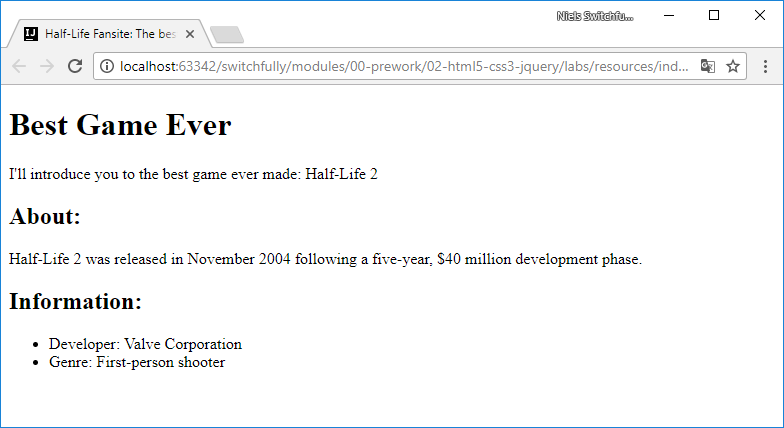 Niels Switchfu...
Half-Life Fansite: The bes
localhost:63342/switchfully/modules/00-prework/02-html5-css3-jquery/labs/resources/ind...
Best Game Ever
I'll introduce you to the best game ever made: Half-Life 2
About:
Half-Life 2 was released in November 2004 following a five-year, $40 million development phase.
Information:
• Developer: Valve Corporation
• Genre: First-person shooter